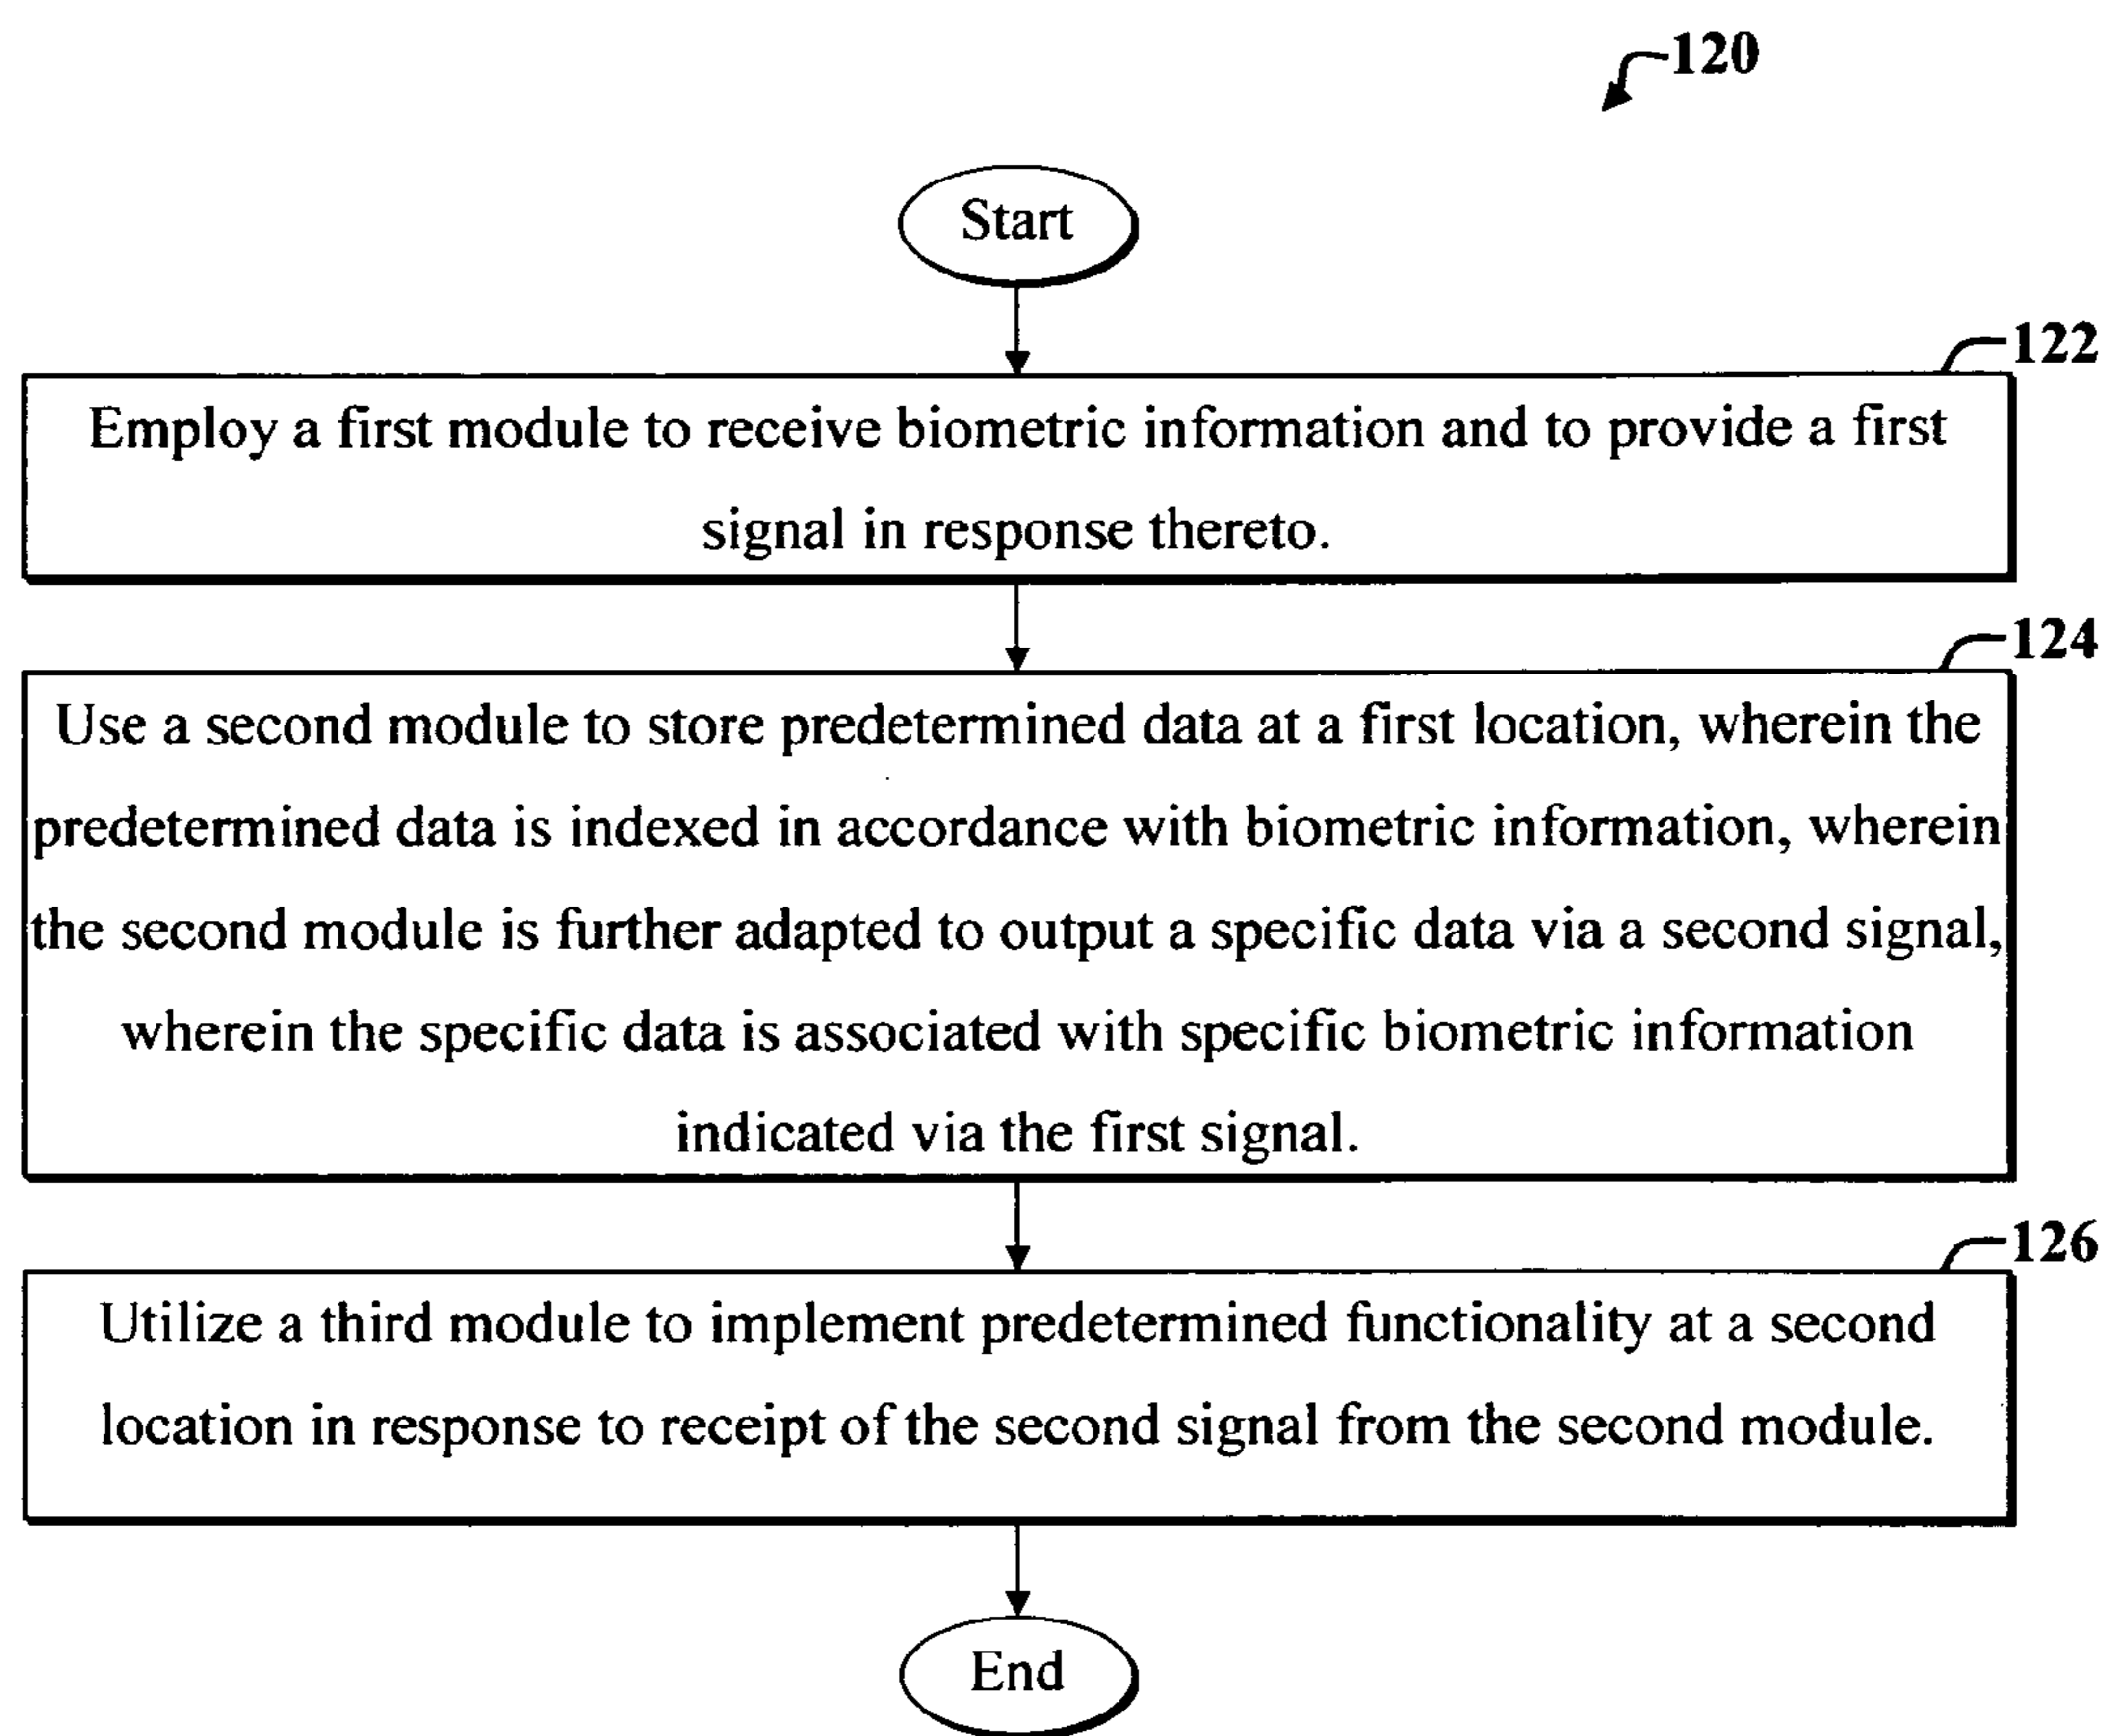 120
Start
122
Employ a first module to receive biometric information and to provide a first
signal in response thereto.
124
Use a second module to store predetermined data at a first location, wherein the
predetermined data is indexed in accordance with biometric information, wherein
the second module is further adapted to output a specific data via a second signal,
wherein the specific data is associated with specific biometric information
indicated via the first signal.
126
Utilize a third module to implement predetermined functionality at a second
location in response to receipt of the second signal from the second module.
End